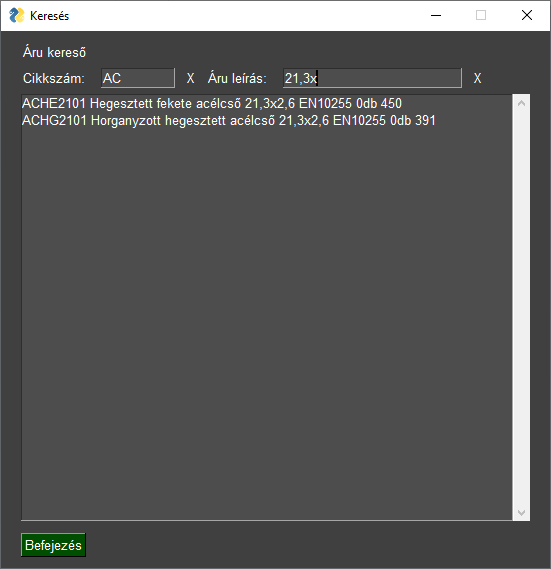 Keresés
Áru kereső
Cikkszám: AC X Áru leírás: 21,3x X
ACHE2101 Hegesztett fekete acélcső 21,3x2,6 EN10255 0db 450
ACHG2101 Horganyzott hegesztett acélcső 21,3x2,6 EN10255 0db 391
Befejezés